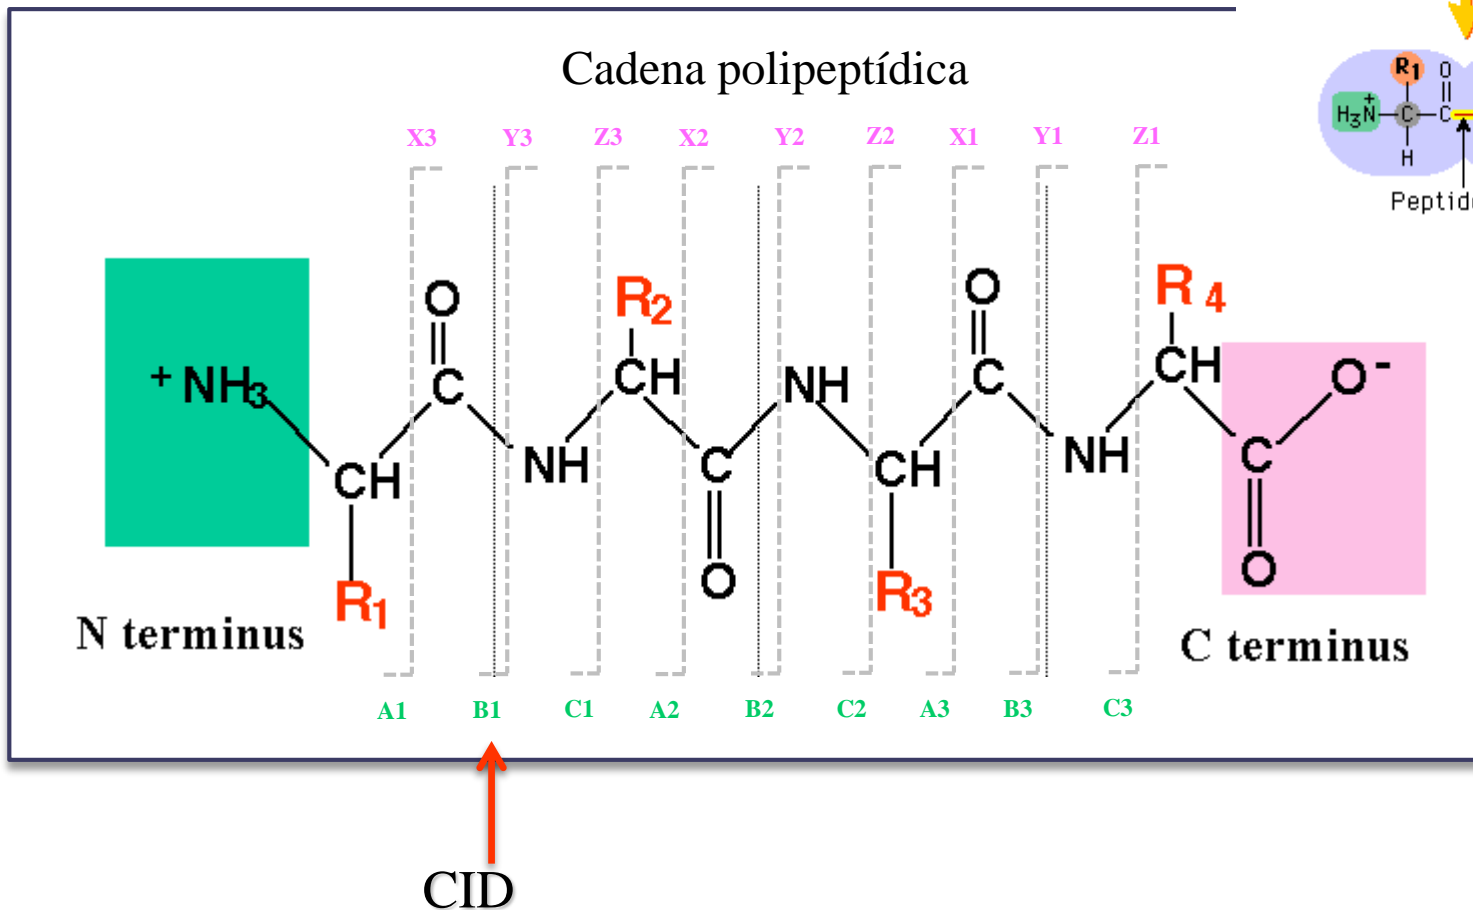 Cadena polipeptídica
X3 Y3 Z3 X2 Y2 Z2 X1 Y1 Z1
R1 O
H3N+ C C
H
O R2 O R 4
+ NH3 C CH NH C CH O-
CH NH C CH NH C
R1 O R3 O
N terminus
C terminus
A1 B1 C1 A2 B2 C2 A3 B3 C3
CID